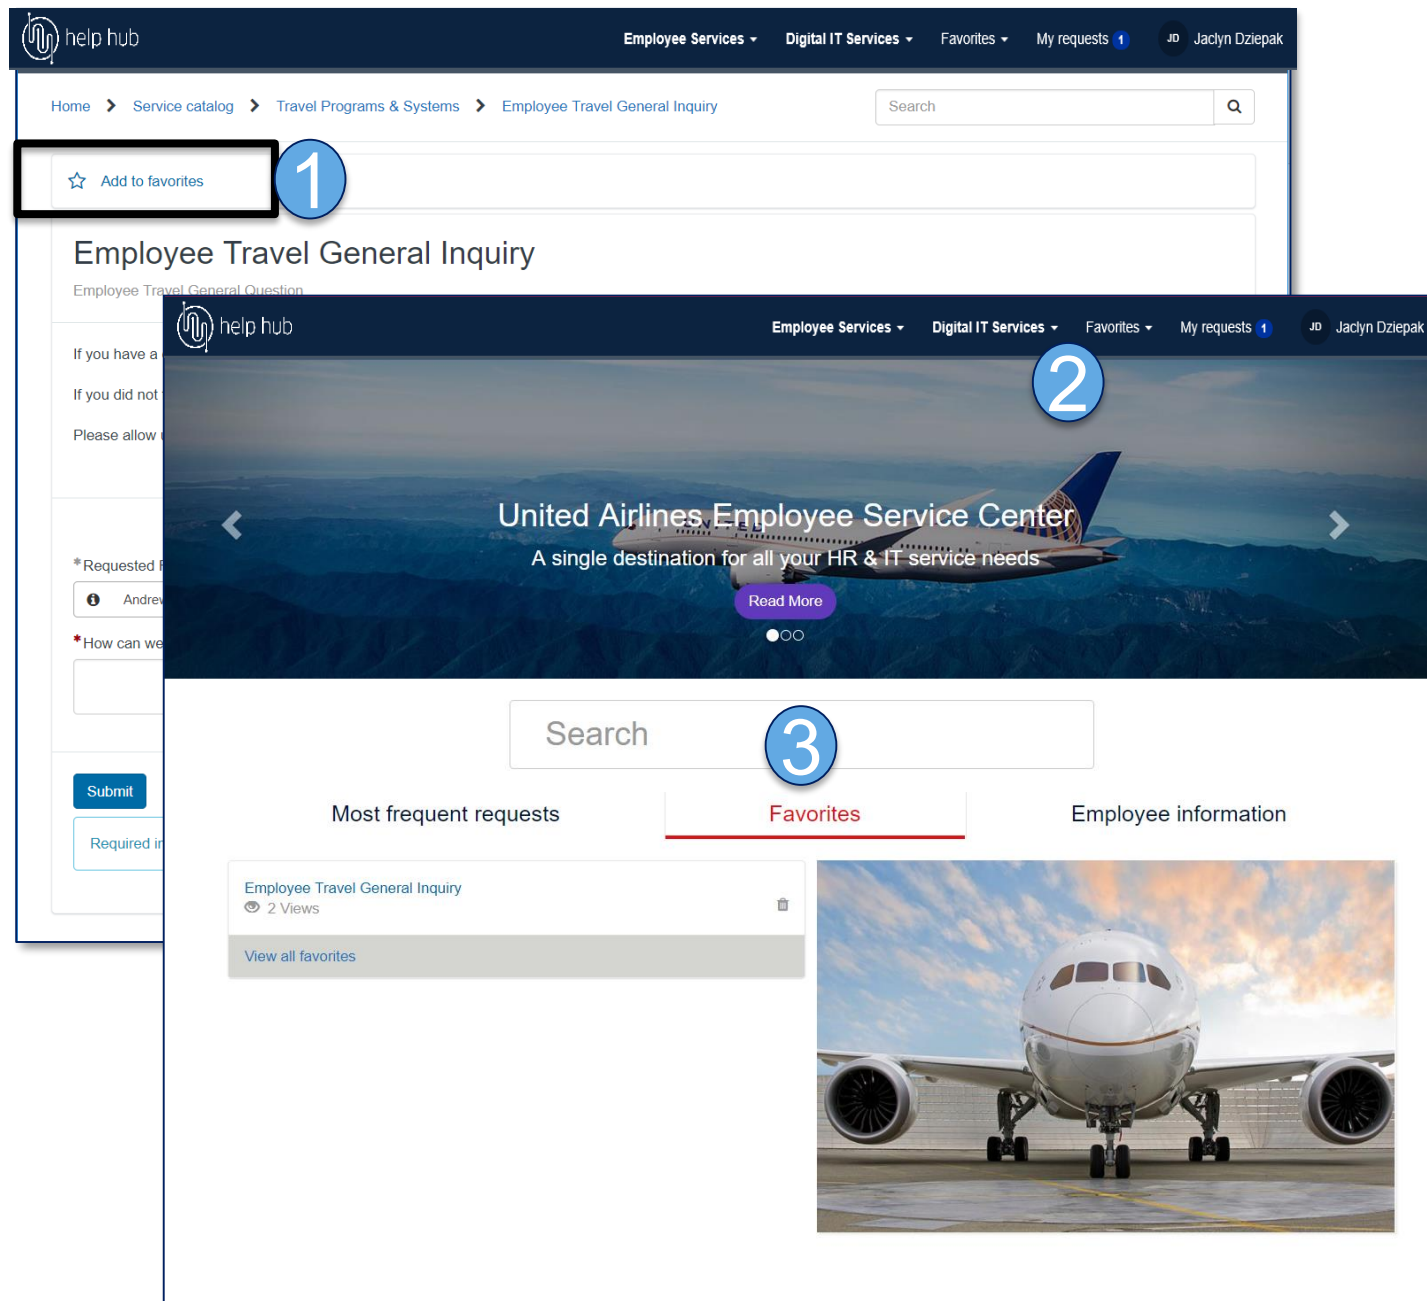 help hub
Employee Services
Digital IT Services
Favorites
My requests 1
JD Jaclyn Dziepak
Home > Service catalog > Travel Programs & Systems > Employee Travel General Inquiry
Search
Add to favorites
1
Employee Travel General Inquiry
Employee Travel General Question
If you have a
If you did not
Please allow
*Requested
*How can we
Submit
Required
help hub
Employee Services
Digital IT Services
Favorites
My requests 1
JD Jaclyn Dziepak
2
UNITED
United Airlines Employee Service Center
A single destination for all your HR & IT service needs
Read More
Search
3
Most frequent requests
Favorites
Employee information
Employee Travel General Inquiry
2 Views
View all favorites